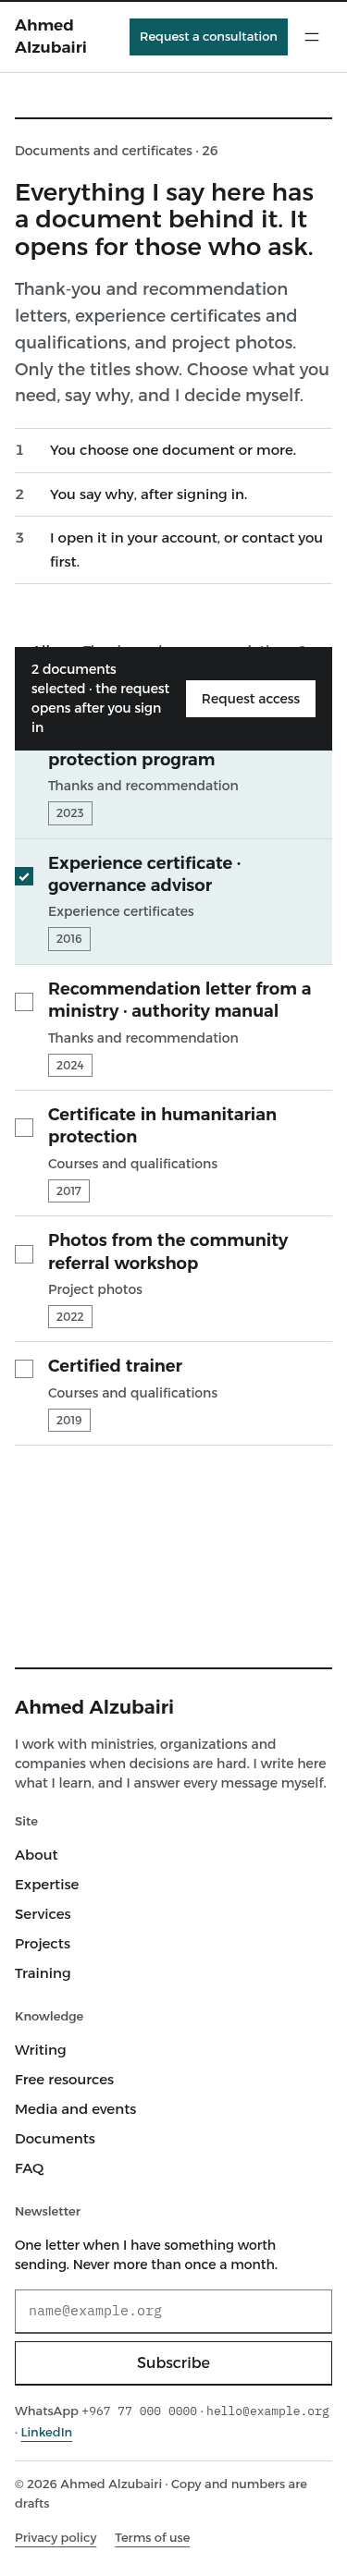 Ahmed
Alzubairi
Request a consultation
Documents and certificates · 26
Everything I say here has
a document behind it. It
opens for those who ask.
Thank-you and recommendation
letters, experience certificates and
qualifications, and project photos.
Only the titles show. Choose what you
need, say why, and I decide myself.
1 You choose one document or more.
2 You say why, after signing in.
3 I open it in your account, or contact you
first.
2 documents
selected · the request
opens after you sign
in
Request access
protection program
Thanks and recommendation
2023
Experience certificate ·
governance advisor
Experience certificates
2016
Recommendation letter from a
ministry · authority manual
Thanks and recommendation
2024
Certificate in humanitarian
protection
Courses and qualifications
2017
Photos from the community
referral workshop
Project photos
2022
Certified trainer
Courses and qualifications
2019
Ahmed Alzubairi
I work with ministries, organizations and
companies when decisions are hard. I write here
what I learn, and I answer every message myself.
Site
About
Expertise
Services
Projects
Training
Knowledge
Writing
Free resources
Media and events
Documents
FAQ
Newsletter
One letter when I have something worth
sending. Never more than once a month.
name@example.org
Subscribe
WhatsApp +967 77 000 0000 · hello@example.org
· LinkedIn
© 2026 Ahmed Alzubairi · Copy and numbers are
drafts
Privacy policy Terms of use